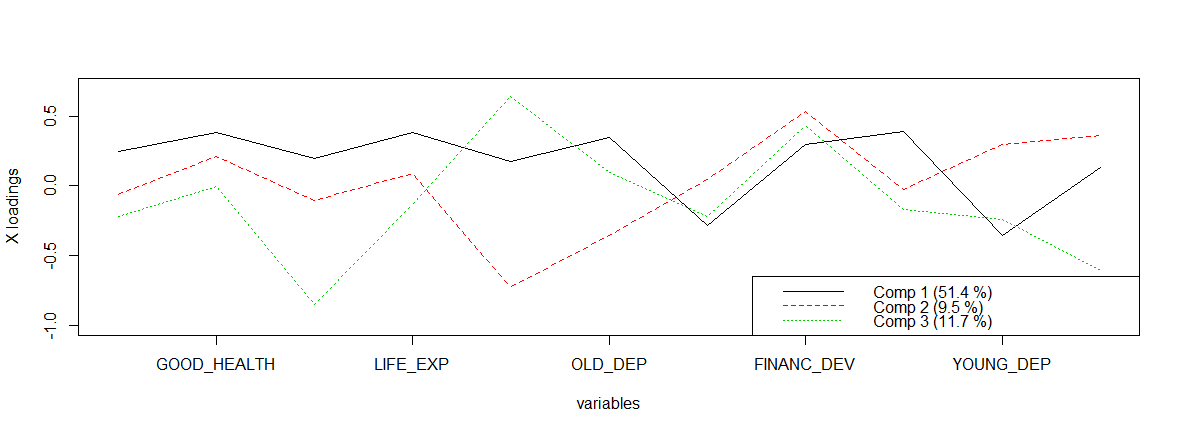 X loadings
0.5
0.0
-0.5
-1.0
Comp 1 (51.4 %)
Comp 2 (9.5 %)
Comp 3 (11.7 %)
GOOD_HEALTH LIFE_EXP OLD_DEP FINANC_DEV YOUNG_DEP
variables